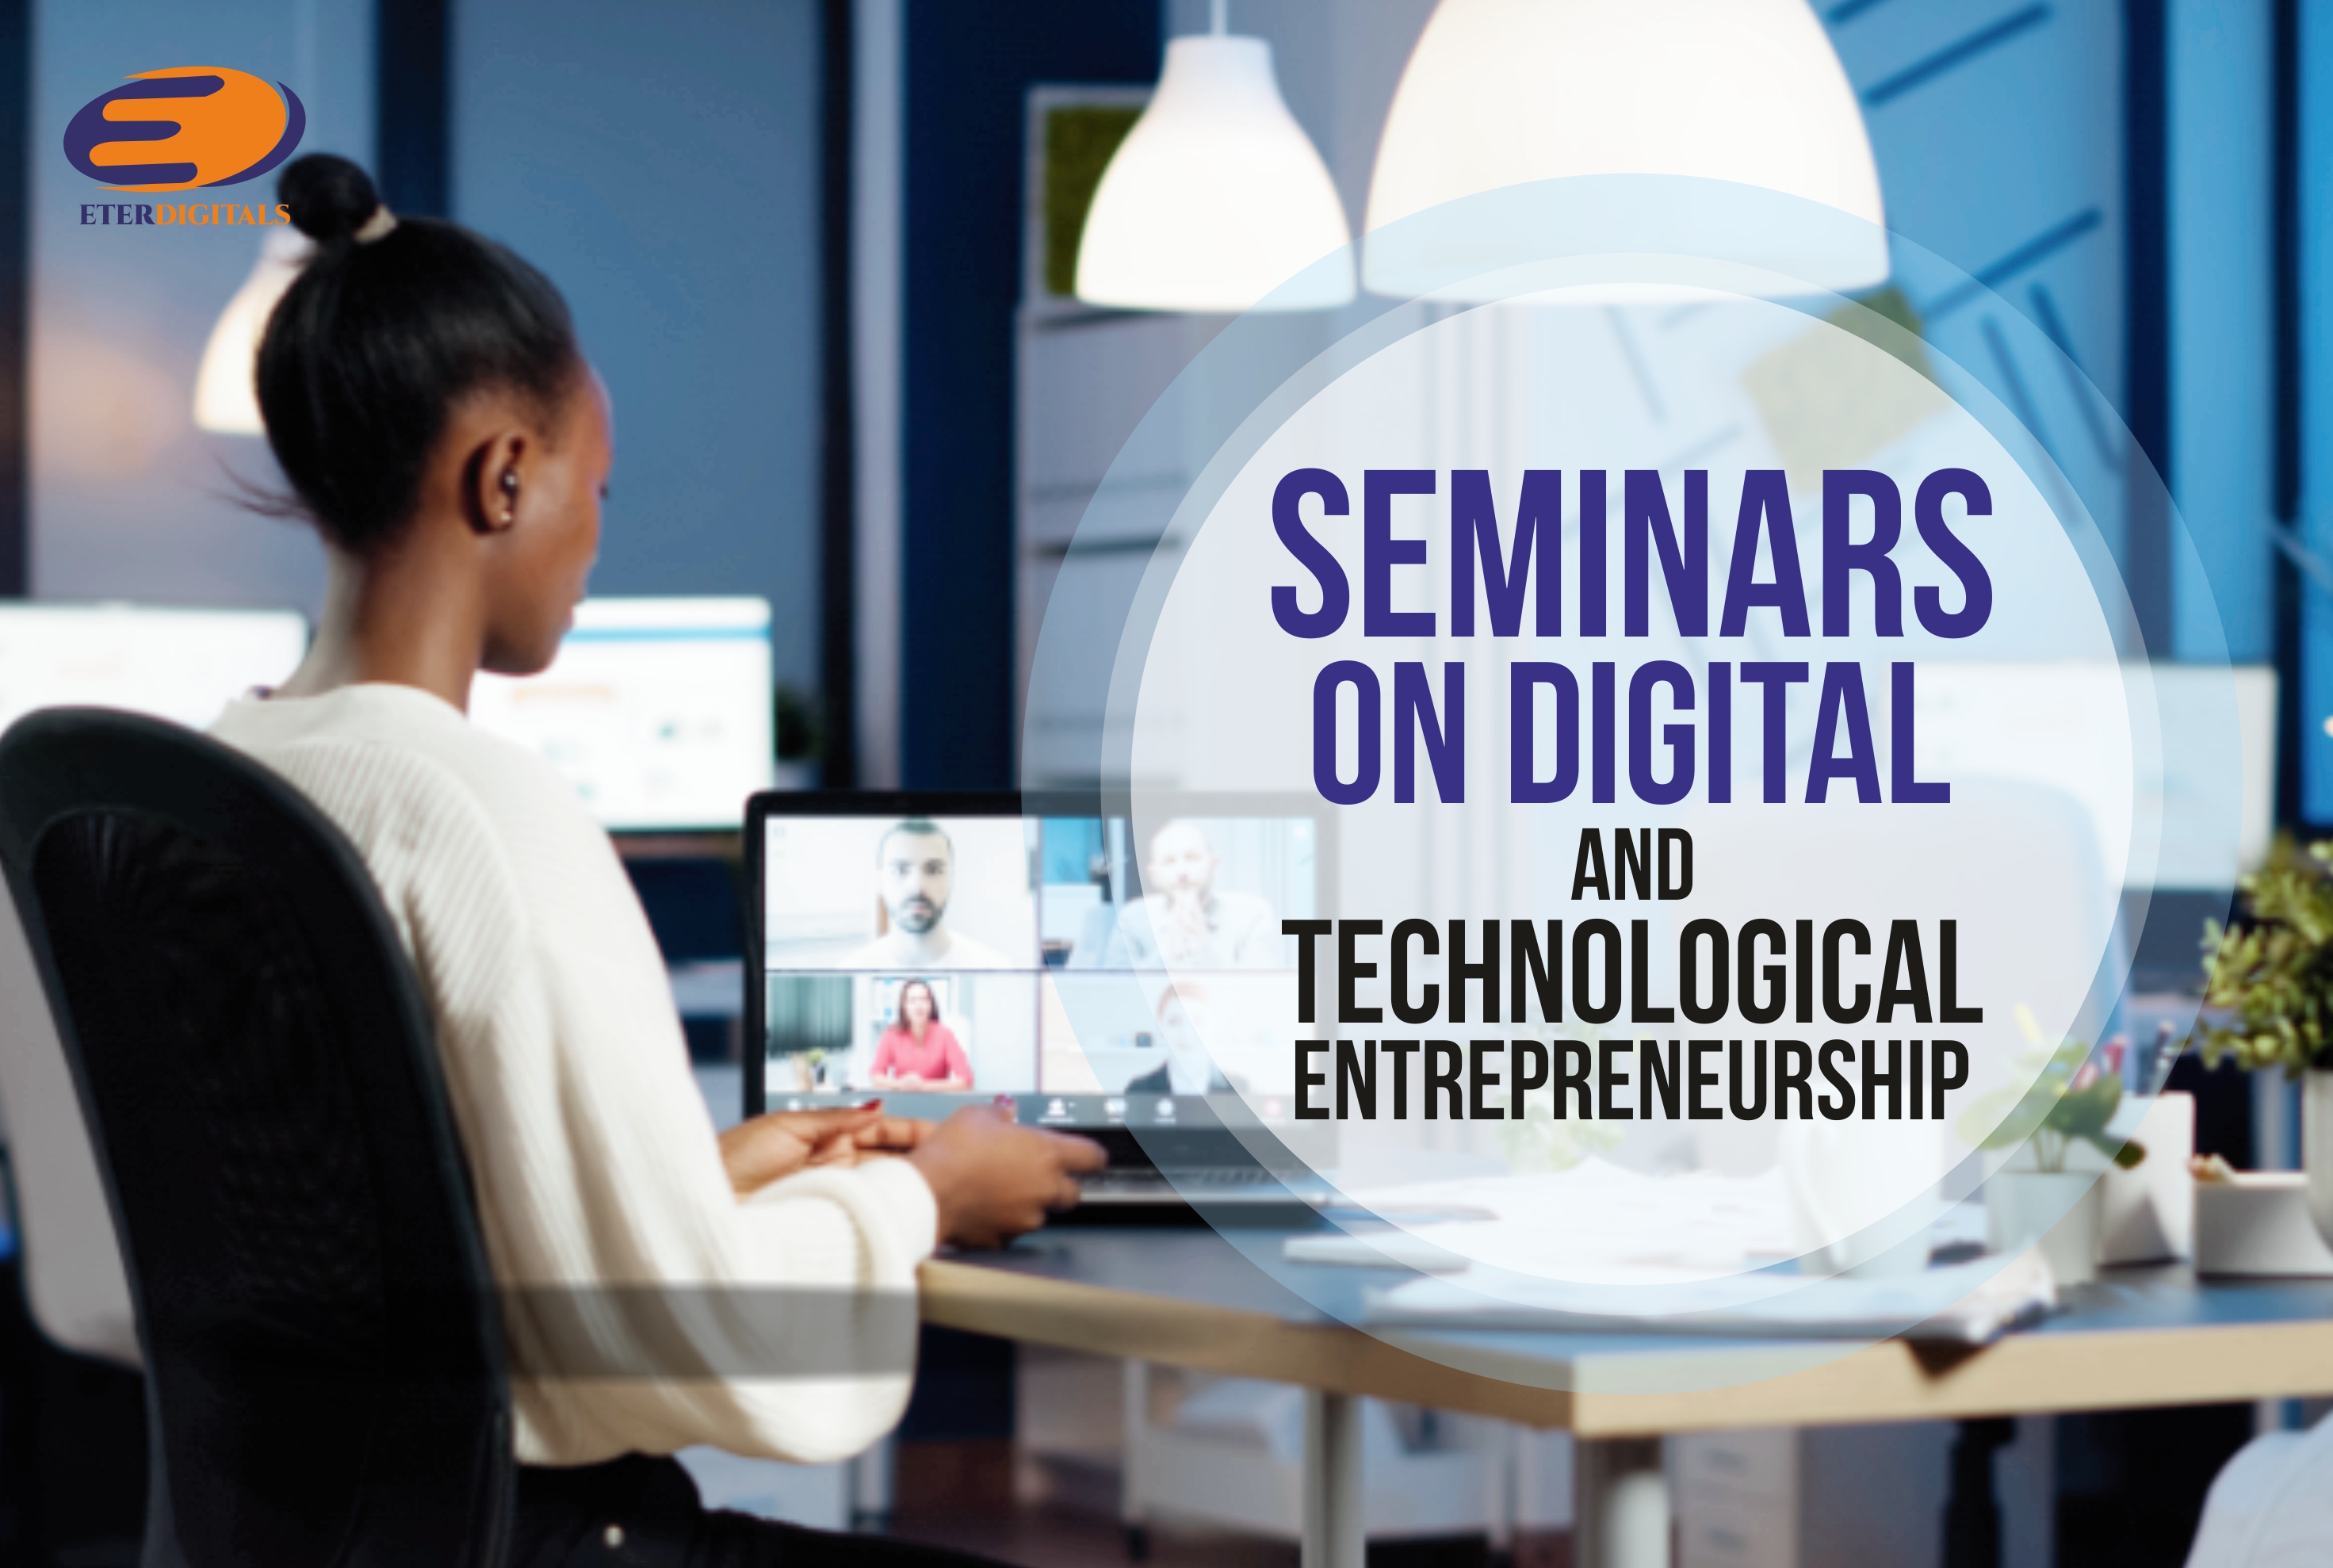 ETERDIGITALS
SEMINARS
ON DIGITAL
AND
TECHNOLOGICAL
ENTREPRENEURSHIP